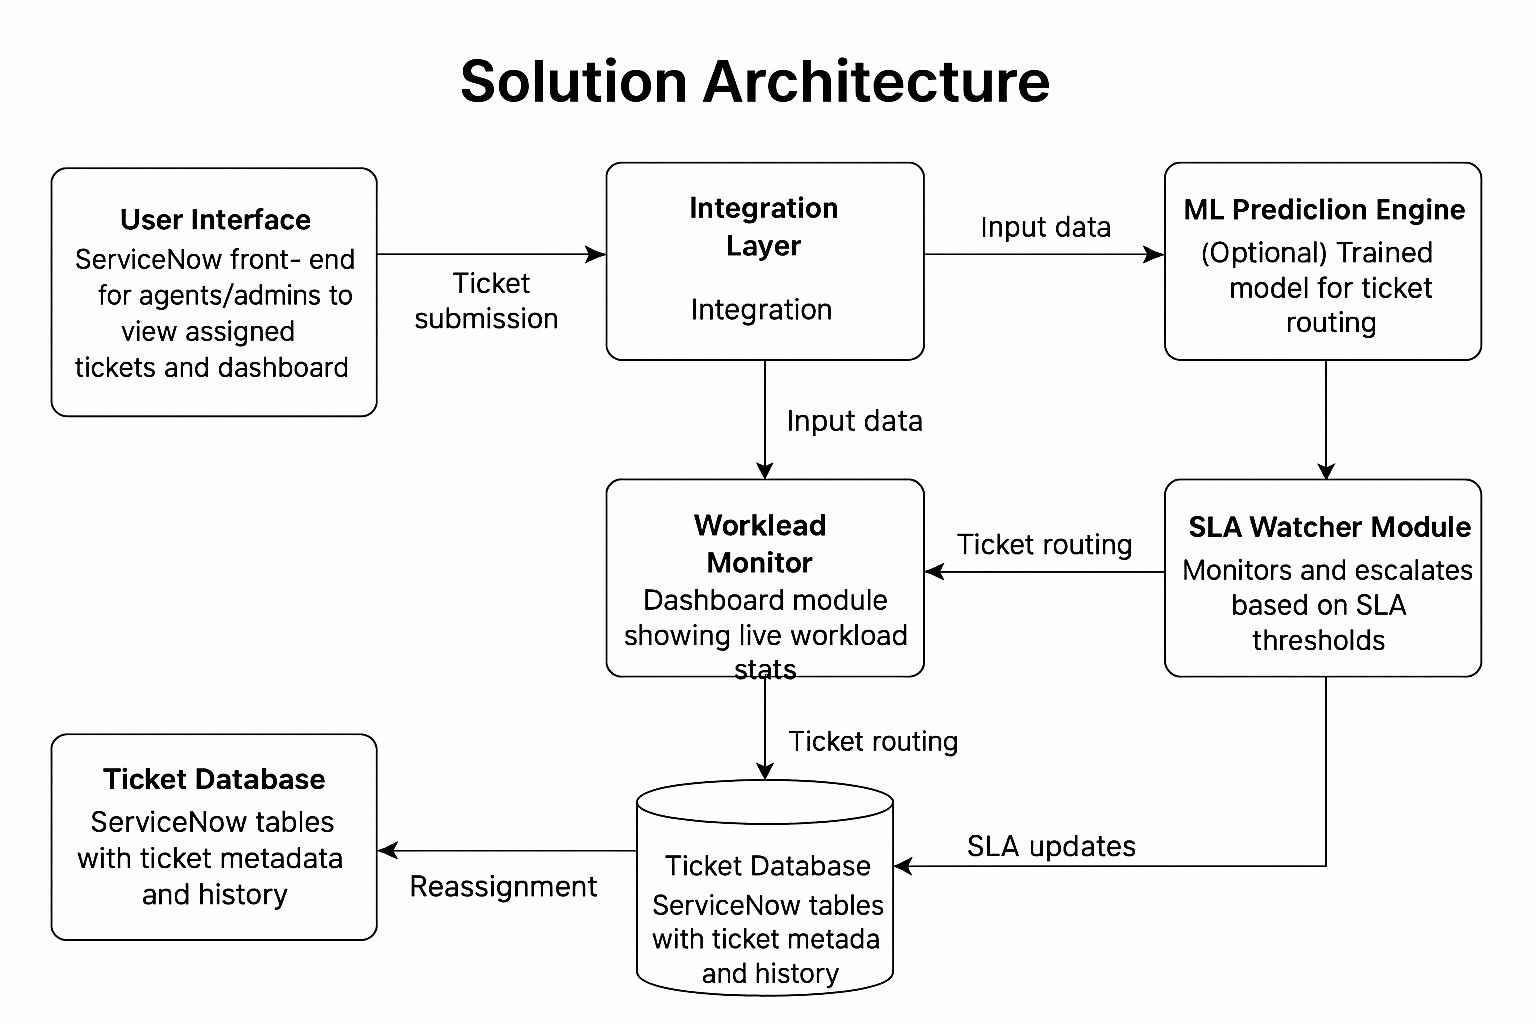 Solution Architecture
User Interface
ServiceNow front- end
for agents/admins to
view assigned
tickets and dashboard
Ticket
submission
Integration
Layer
Integration
Input data
ML Prediclion Engine
(Optional) Trained
model for ticket
routing
Input data
Worklead
Monitor
Dashboard module
showing live workload
stats
Ticket routing
SLA Watcher Module
Monitors and escalates
based on SLA
thresholds
Ticket routing
Ticket Database
ServiceNow tables
with ticket metadata
and history
Reassignment
Ticket Database
ServiceNow tables
with ticket metada
and history
SLA updates